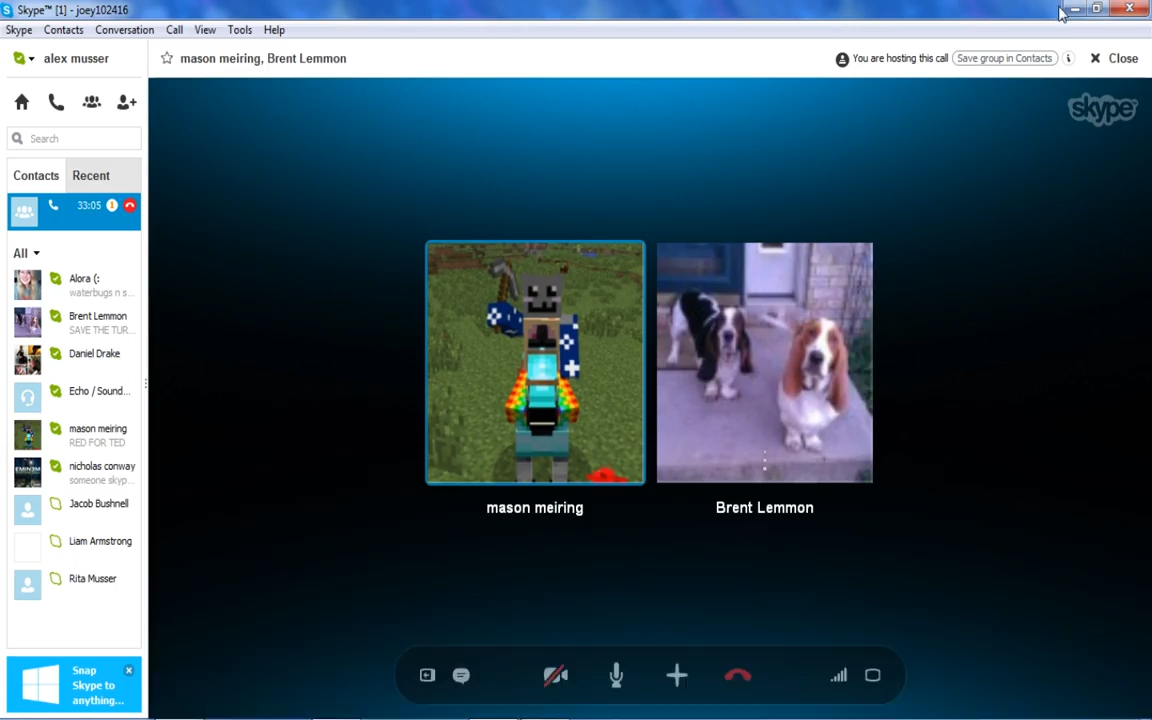 Skype™ [1] - joey102416
Skype Contacts Conversation Call View Tools Help
alex musser
mason meiring, Brent Lemmon
You are hosting this call
Save group in Contacts
Close
skype
Search
Contacts
Recent
33:05 1
All
Alora (:
waterbugs n s...
Brent Lemmon
SAVE THE TUR...
Daniel Drake
Echo / Sound...
mason meiring
RED FOR TED
nicholas conway
someone skyp...
Jacob Bushnell
Liam Armstrong
Rita Musser
mason meiring
Brent Lemmon
Snap
Skype to
anything...
EMINEM